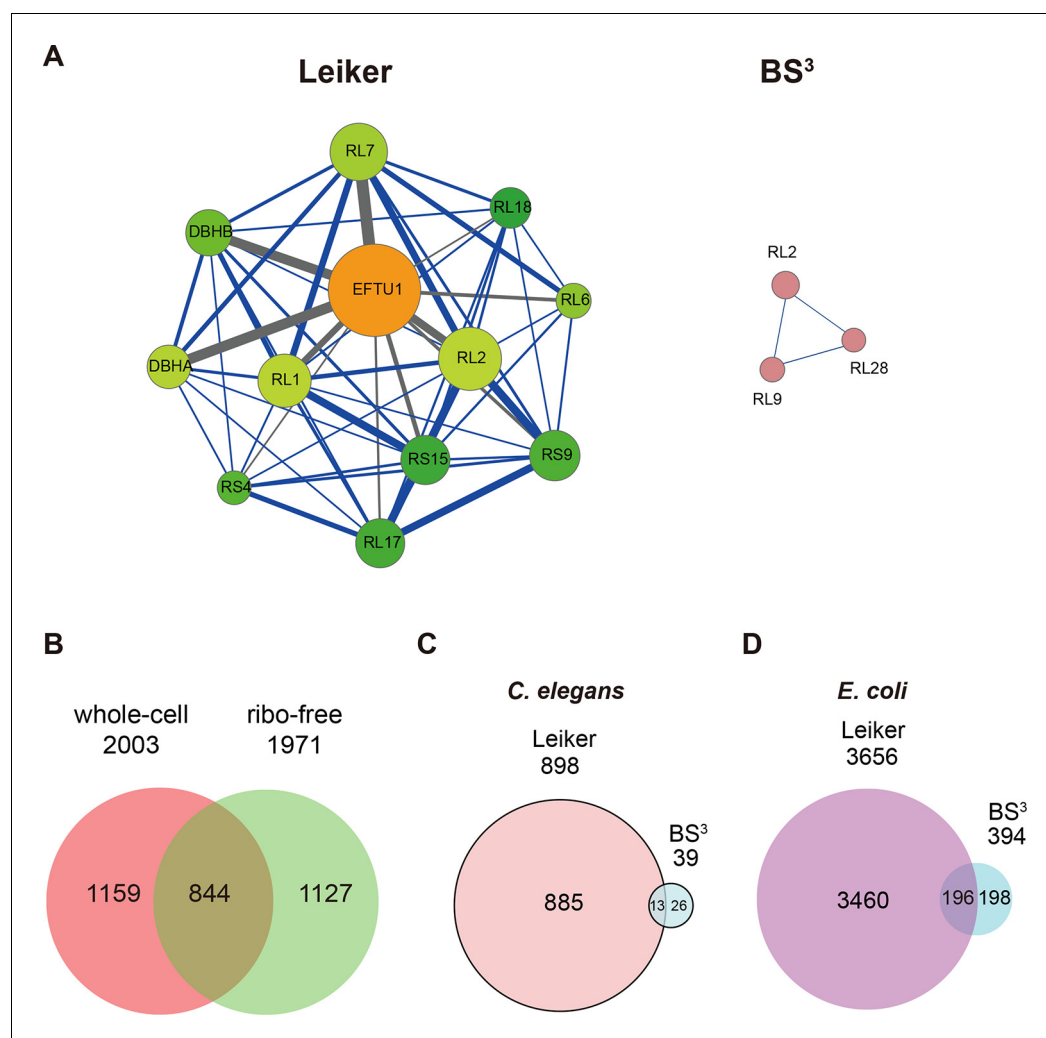 A
Leiker
BS³
RL7
RL18
DBHB
RL2
EFTU1
RL6
RL28
DBHA
RL1
RL2
RL9
RS15
RS9
RS4
RL17
B
C
D
C. elegans
E. coli
whole-cell
2003
ribo-free
1971
Leiker
898
Leiker
3656
BS³
39
BS³
394
1159
844
1127
885
13
26
3460
196
198